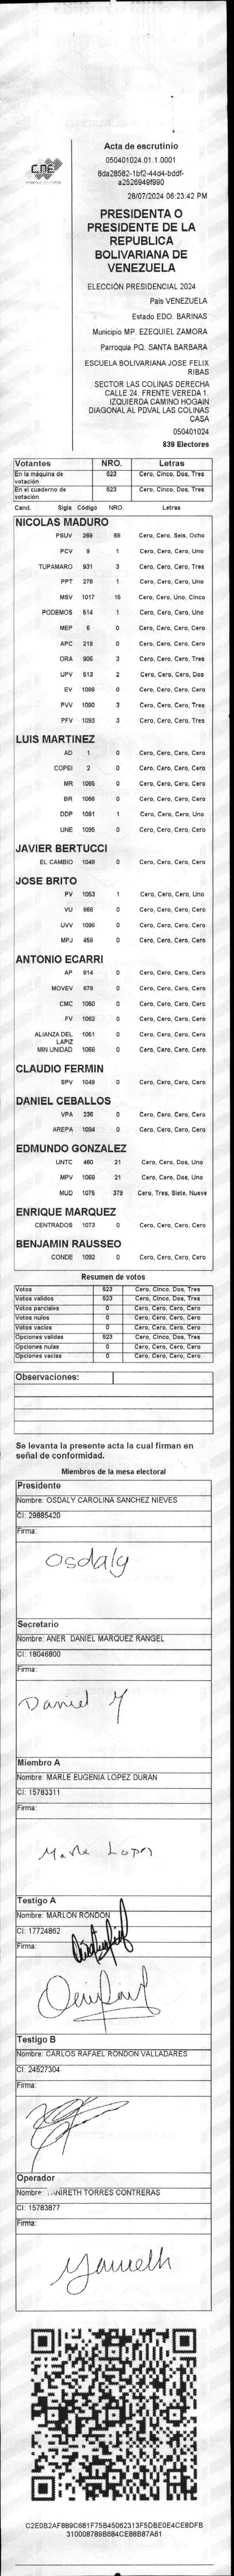 CNE
Acta de escrutinio
050401024.01.1.0001
8da28582-1bf2-44d4-bddf-
a2526949f990
28/07/2024 06:23:42 PM
PRESIDENTA O
PRESIDENTE DE LA
REPUBLICA
BOLIVARIANA DE
VENEZUELA
ELECCIÓN PRESIDENCIAL 2024
País VENEZUELA
Estado EDO. BARINAS
Municipio MP. EZEQUIEL ZAMORA
Parroquia PQ. SANTA BARBARA
ESCUELA BOLIVARIANA JOSE FELIX
RIBAS
SECTOR LAS COLINAS DERECHA
CALLE 24. FRENTE VEREDA 1.
IZQUIERDA CAMINO HOGAIN
DIAGONAL AL PDVAL LAS COLINAS
CASA
050401024
839 Electores
Votantes NRO. Letras
En la máquina de votación 523 Cero, Cinco, Dos, Tres
En el cuaderno de votación 523 Cero, Cinco, Dos, Tres
Cand. Sigla Código NRO. Letras
NICOLAS MADURO
PSUV 269 68 Cero, Cero, Seis, Ocho
PCV 9 1 Cero, Cero, Cero, Uno
TUPAMARO 931 3 Cero, Cero, Cero, Tres
PPT 276 1 Cero, Cero, Cero, Uno
MSV 1017 15 Cero, Cero, Uno, Cinco
PODEMOS 514 1 Cero, Cero, Cero, Uno
MEP 6 0 Cero, Cero, Cero, Cero
APC 219 0 Cero, Cero, Cero, Cero
ORA 906 3 Cero, Cero, Cero, Tres
UPV 513 2 Cero, Cero, Cero, Dos
EV 1089 0 Cero, Cero, Cero, Cero
PVV 1090 3 Cero, Cero, Cero, Tres
PFV 1093 3 Cero, Cero, Cero, Tres
LUIS MARTINEZ
AD 1 0 Cero, Cero, Cero, Cero
COPEI 2 0 Cero, Cero, Cero, Cero
MR 1065 0 Cero, Cero, Cero, Cero
BR 1066 0 Cero, Cero, Cero, Cero
DDP 1091 1 Cero, Cero, Cero, Uno
UNE 1095 0 Cero, Cero, Cero, Cero
JAVIER BERTUCCI
EL CAMBIO 1048 0 Cero, Cero, Cero, Cero
JOSE BRITO
PV 1053 1 Cero, Cero, Cero, Uno
VU 868 0 Cero, Cero, Cero, Cero
UVV 1096 0 Cero, Cero, Cero, Cero
MPJ 459 0 Cero, Cero, Cero, Cero
ANTONIO ECARRI
AP 814 0 Cero, Cero, Cero, Cero
MOVEV 978 0 Cero, Cero, Cero, Cero
CMC 1050 0 Cero, Cero, Cero, Cero
FV 1062 0 Cero, Cero, Cero, Cero
ALIANZA DEL LAPIZ 1051 0 Cero, Cero, Cero, Cero
MIN UNIDAD 1068 0 Cero, Cero, Cero, Cero
CLAUDIO FERMIN
SPV 1049 0 Cero, Cero, Cero, Cero
DANIEL CEBALLOS
VPA 236 0 Cero, Cero, Cero, Cero
AREPA 1094 0 Cero, Cero, Cero, Cero
EDMUNDO GONZALEZ
UNTC 460 21 Cero, Cero, Dos, Uno
MPV 1069 21 Cero, Cero, Dos, Uno
MUD 1075 379 Cero, Tres, Siete, Nueve
ENRIQUE MARQUEZ
CENTRADOS 1073 0 Cero, Cero, Cero, Cero
BENJAMIN RAUSSEO
CONDE 1092 0 Cero, Cero, Cero, Cero
Resumen de votos
Votos 523 Cero, Cinco, Dos, Tres
Votos validos 523 Cero, Cinco, Dos, Tres
Votos parciales 0 Cero, Cero, Cero, Cero
Votos nulos 0 Cero, Cero, Cero, Cero
Votos vacios 0 Cero, Cero, Cero, Cero
Opciones validas 523 Cero, Cinco, Dos, Tres
Opciones nulas 0 Cero, Cero, Cero, Cero
Opciones vacias 0 Cero, Cero, Cero, Cero
Observaciones:
Se levanta la presente acta la cual firman en
señal de conformidad.
Miembros de la mesa electoral
Presidente
Nombre: OSDALY CAROLINA SANCHEZ NIEVES
CI: 29885420
Firma:
Osdaly
Secretario
Nombre: ANER DANIEL MARQUEZ RANGEL
CI: 18046800
Firma:
Daniel M
Miembro A
Nombre: MARLE EUGENIA LOPEZ DURAN
CI: 15783311
Firma:
Marle Lopez
Testigo A
Nombre: MARLON RONDON
CI: 17724862
Firma:
Testigo B
Nombre: CARLOS RAFAEL RONDON VALLADARES
CI: 24527304
Firma:
Operador
Nombre: TORRES CONTRERAS
CI: 15783877
Firma:
Yanireth
C2E0B2AF889C681F75B45062313F5DBE0E4CE8DFB
310008789B684CE88B87A61